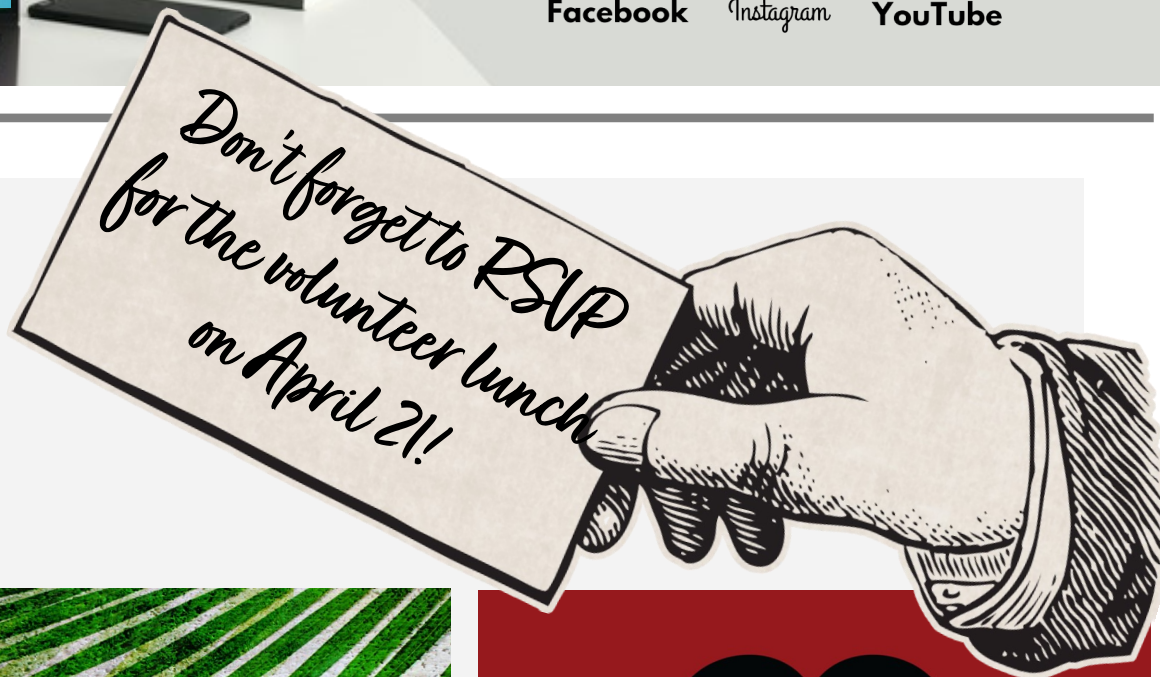 Facebook Instagram YouTube
Don't forget to RSVP
for the volunteer lunch
on April 21!